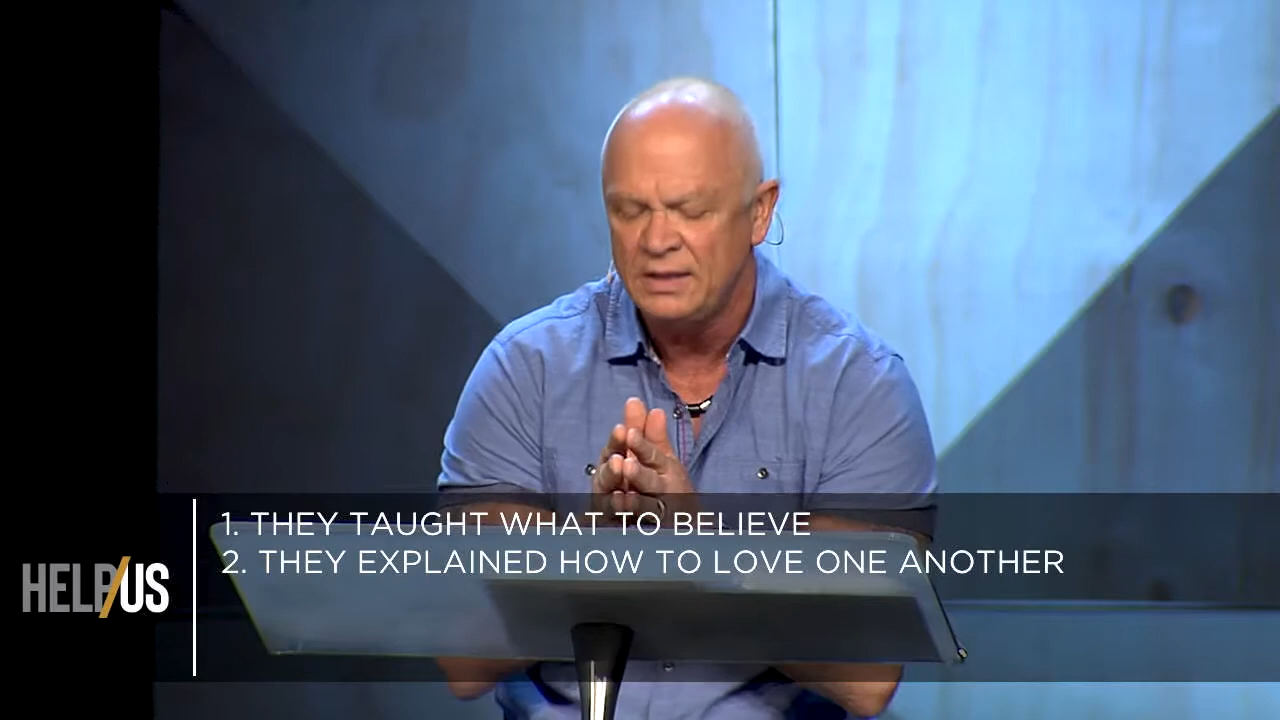 1. THEY TAUGHT WHAT TO BELIEVE
2. THEY EXPLAINED HOW TO LOVE ONE ANOTHER
HELP/US